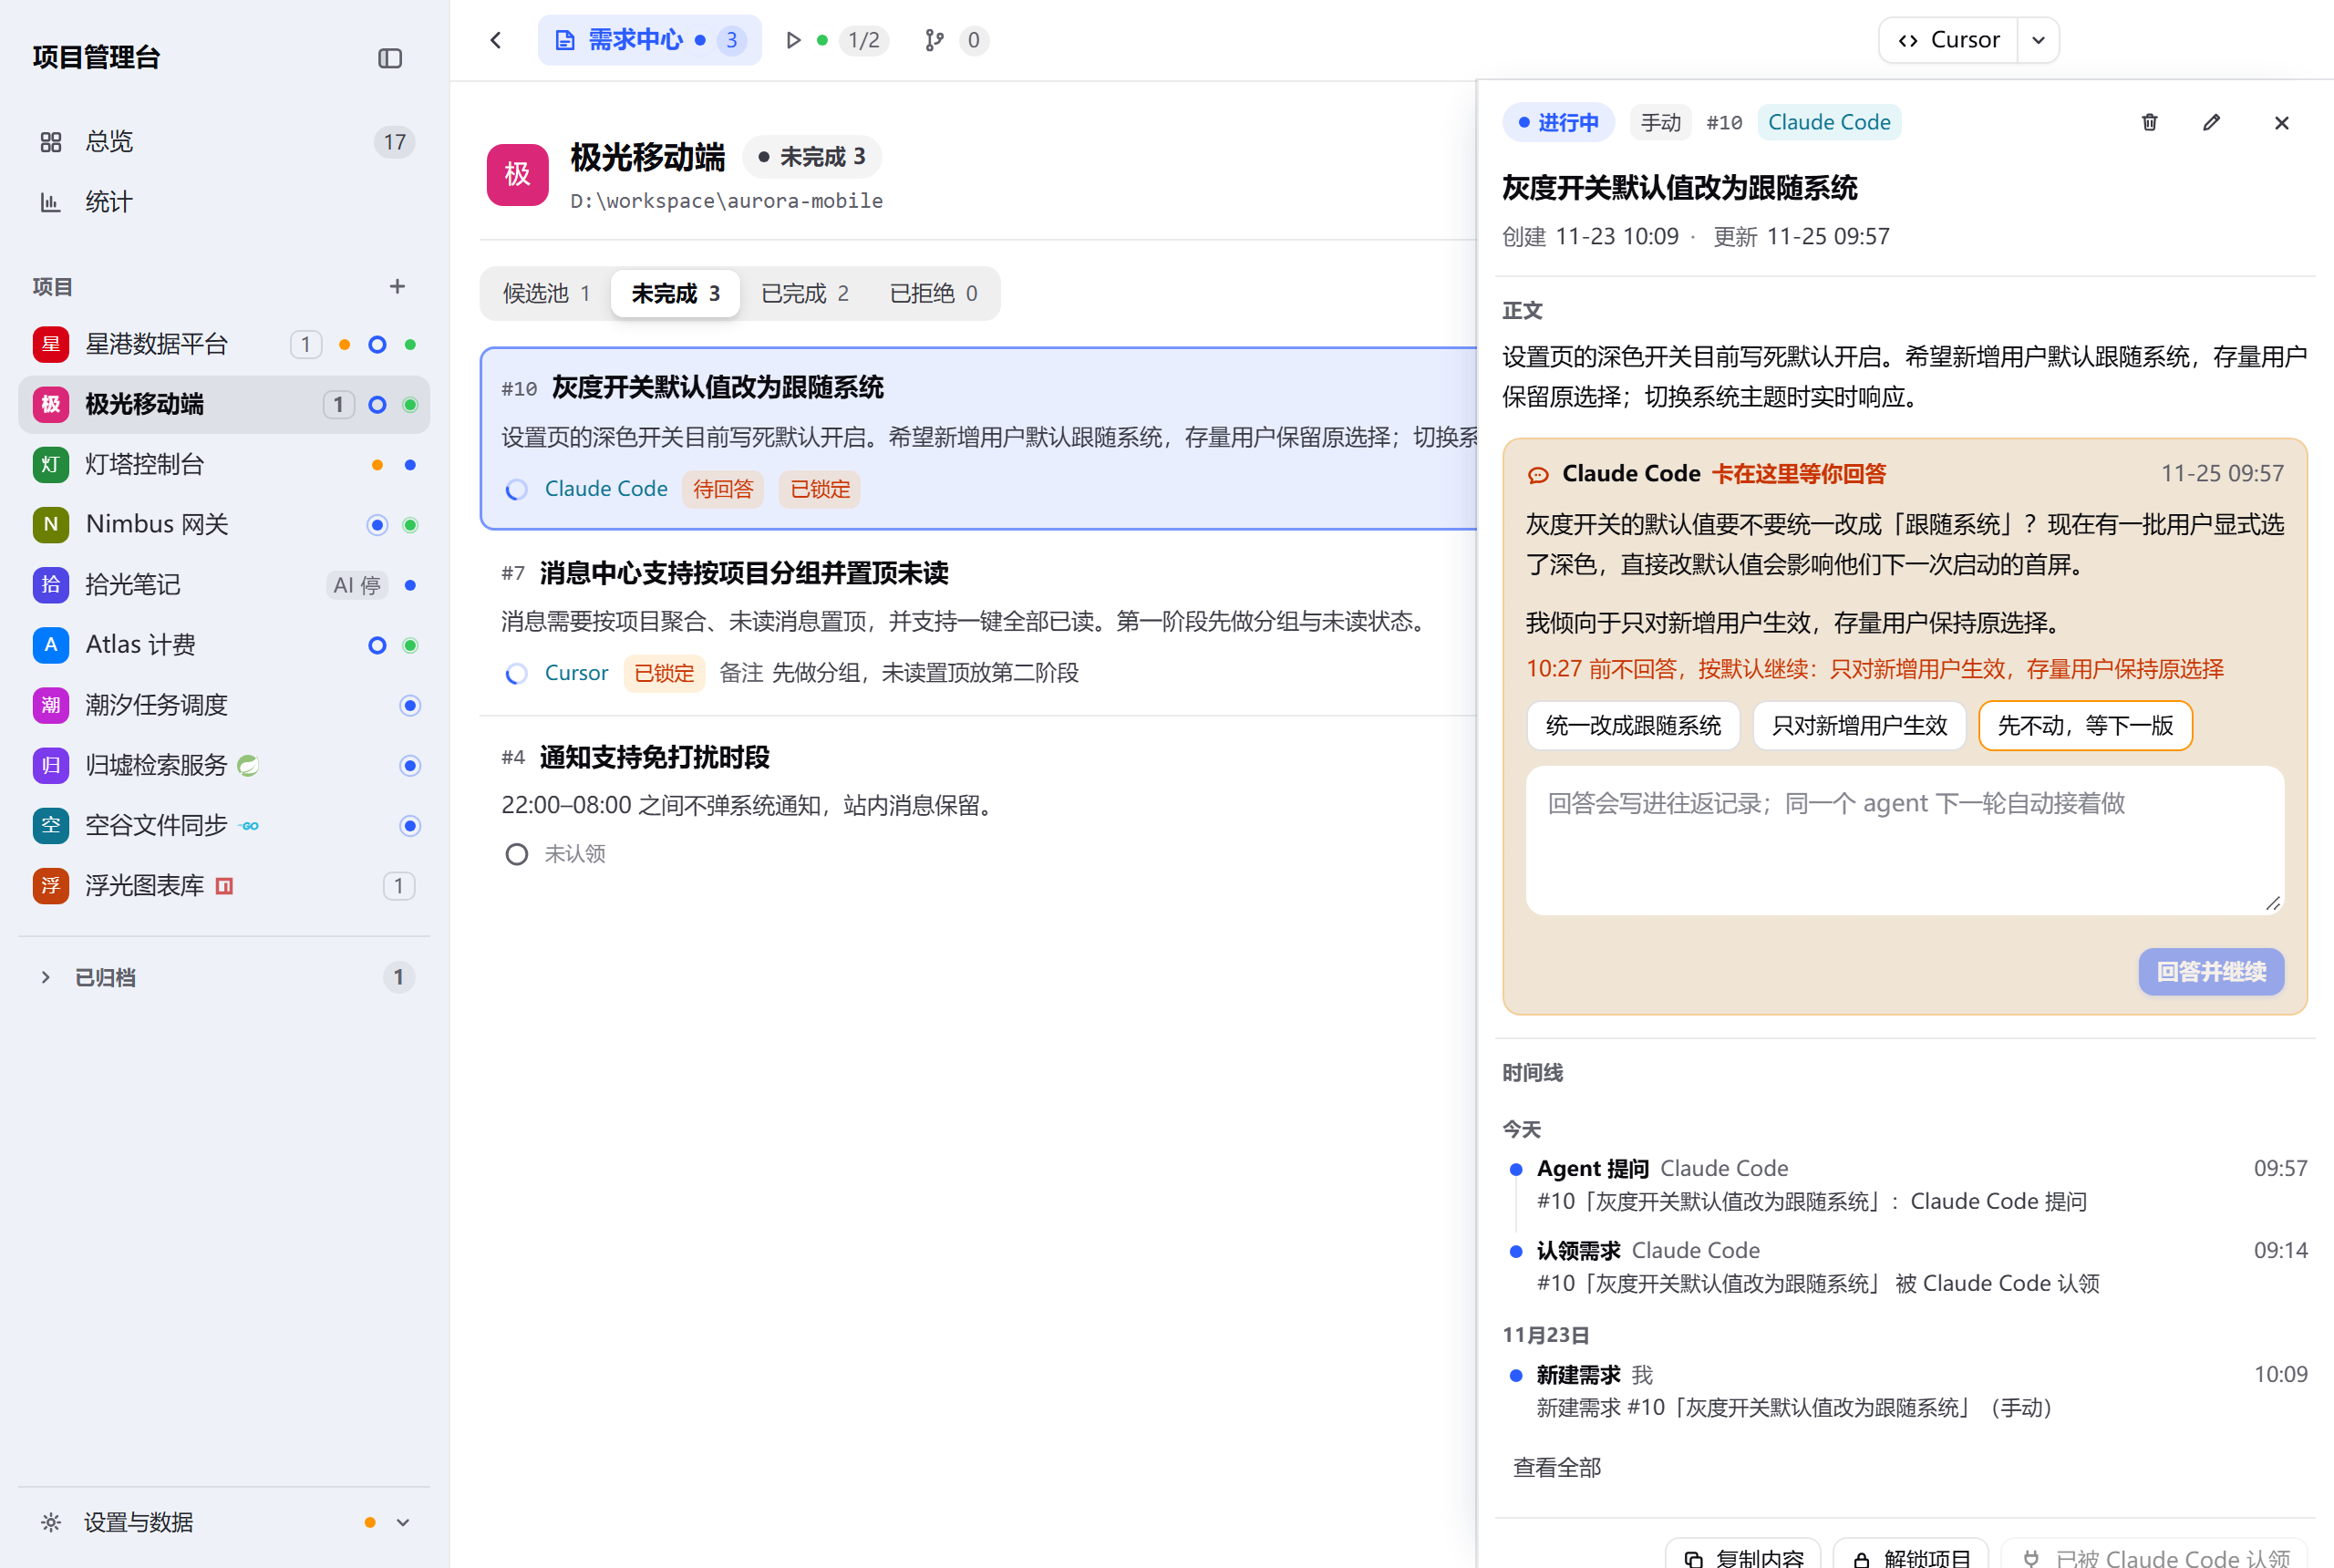 项目管理台
总览 17
统计
项目
星 星港数据平台 1
极 极光移动端 1
灯 灯塔控制台
N Nimbus 网关
拾 拾光笔记 AI 停
A Atlas 计费
潮 潮汐任务调度
归 归墟检索服务
空 空谷文件同步 GO
浮 浮光图表库 1
已归档 1
设置与数据
需求中心 3 1/2 0
Cursor
极 极光移动端 未完成 3
D:\workspace\aurora-mobile
候选池 1 未完成 3 已完成 2 已拒绝 0
#10 灰度开关默认值改为跟随系统
设置页的深色开关目前写死默认开启。希望新增用户默认跟随系统，存量用户保留原选择；切换系
Claude Code 待回答 已锁定
#7 消息中心支持按项目分组并置顶未读
消息需要按项目聚合、未读消息置顶，并支持一键全部已读。第一阶段先做分组与未读状态。
Cursor 已锁定 备注 先做分组，未读置顶放第二阶段
#4 通知支持免打扰时段
22:00–08:00 之间不弹系统通知，站内消息保留。
未认领
进行中 手动 #10 Claude Code
灰度开关默认值改为跟随系统
创建 11-23 10:09 · 更新 11-25 09:57
正文
设置页的深色开关目前写死默认开启。希望新增用户默认跟随系统，存量用户
保留原选择；切换系统主题时实时响应。
Claude Code 卡在这里等你回答 11-25 09:57
灰度开关的默认值要不要统一改成「跟随系统」？现在有一批用户显式选
了深色，直接改默认值会影响他们下一次启动的首屏。
我倾向于只对新增用户生效，存量用户保持原选择。
10:27 前不回答，按默认继续：只对新增用户生效，存量用户保持原选择
统一改成跟随系统 只对新增用户生效 先不动，等下一版
回答会写进往返记录；同一个 agent 下一轮自动接着做
回答并继续
时间线
今天
Agent 提问 Claude Code 09:57
#10「灰度开关默认值改为跟随系统」：Claude Code 提问
认领需求 Claude Code 09:14
#10「灰度开关默认值改为跟随系统」 被 Claude Code 认领
11月23日
新建需求 我 10:09
新建需求 #10「灰度开关默认值改为跟随系统」（手动）
查看全部
复制内容 解锁项目 已被 Claude Code 认领